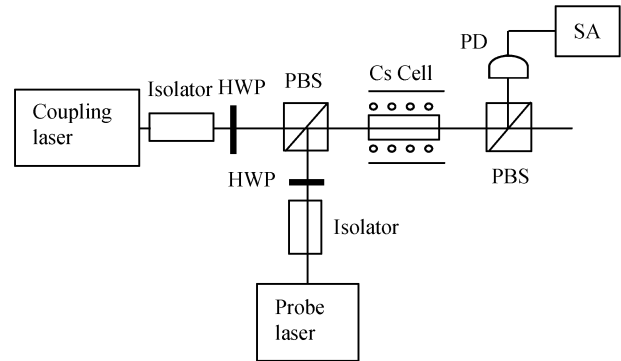 SA
PD
Cs Cell
PBS
Isolator HWP
Coupling
laser
PBS
HWP
Isolator
Probe
laser